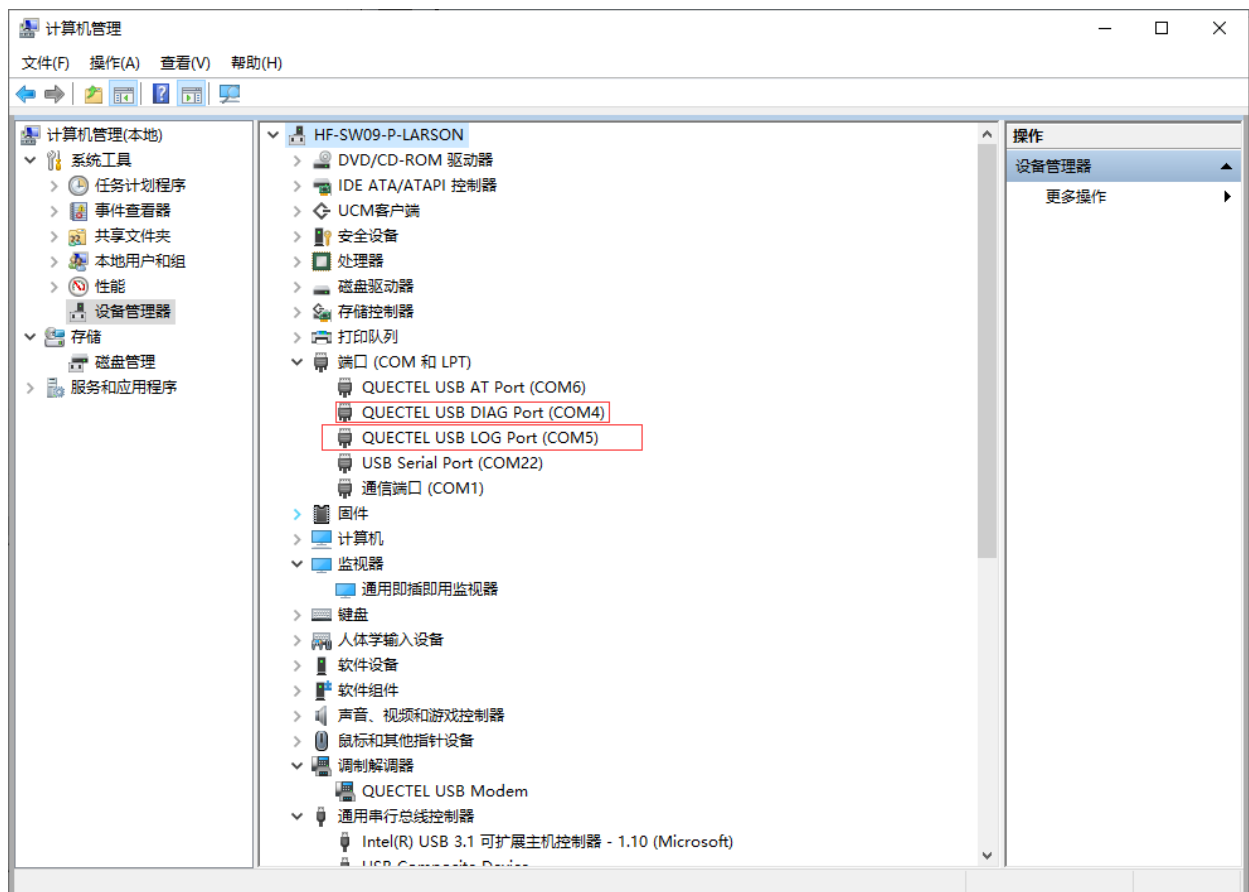 计算机管理
文件(F) 操作(A) 查看(V) 帮助(H)
计算机管理(本地)
系统工具
任务计划程序
事件查看器
共享文件夹
本地用户和组
性能
设备管理器
存储
磁盘管理
服务和应用程序
HF-SW09-P-LARSON
DVD/CD-ROM 驱动器
IDE ATA/ATAPI 控制器
UCM客户端
安全设备
处理器
磁盘驱动器
存储控制器
打印队列
端口 (COM 和 LPT)
QUECTEL USB AT Port (COM6)
QUECTEL USB DIAG Port (COM4)
QUECTEL USB LOG Port (COM5)
USB Serial Port (COM22)
通信端口 (COM1)
固件
计算机
监视器
通用即插即用监视器
键盘
人体学输入设备
软件设备
软件组件
声音、视频和游戏控制器
鼠标和其他指针设备
调制解调器
QUECTEL USB Modem
通用串行总线控制器
Intel(R) USB 3.1 可扩展主机控制器 - 1.10 (Microsoft)
USB Composite Device
操作
设备管理器
更多操作